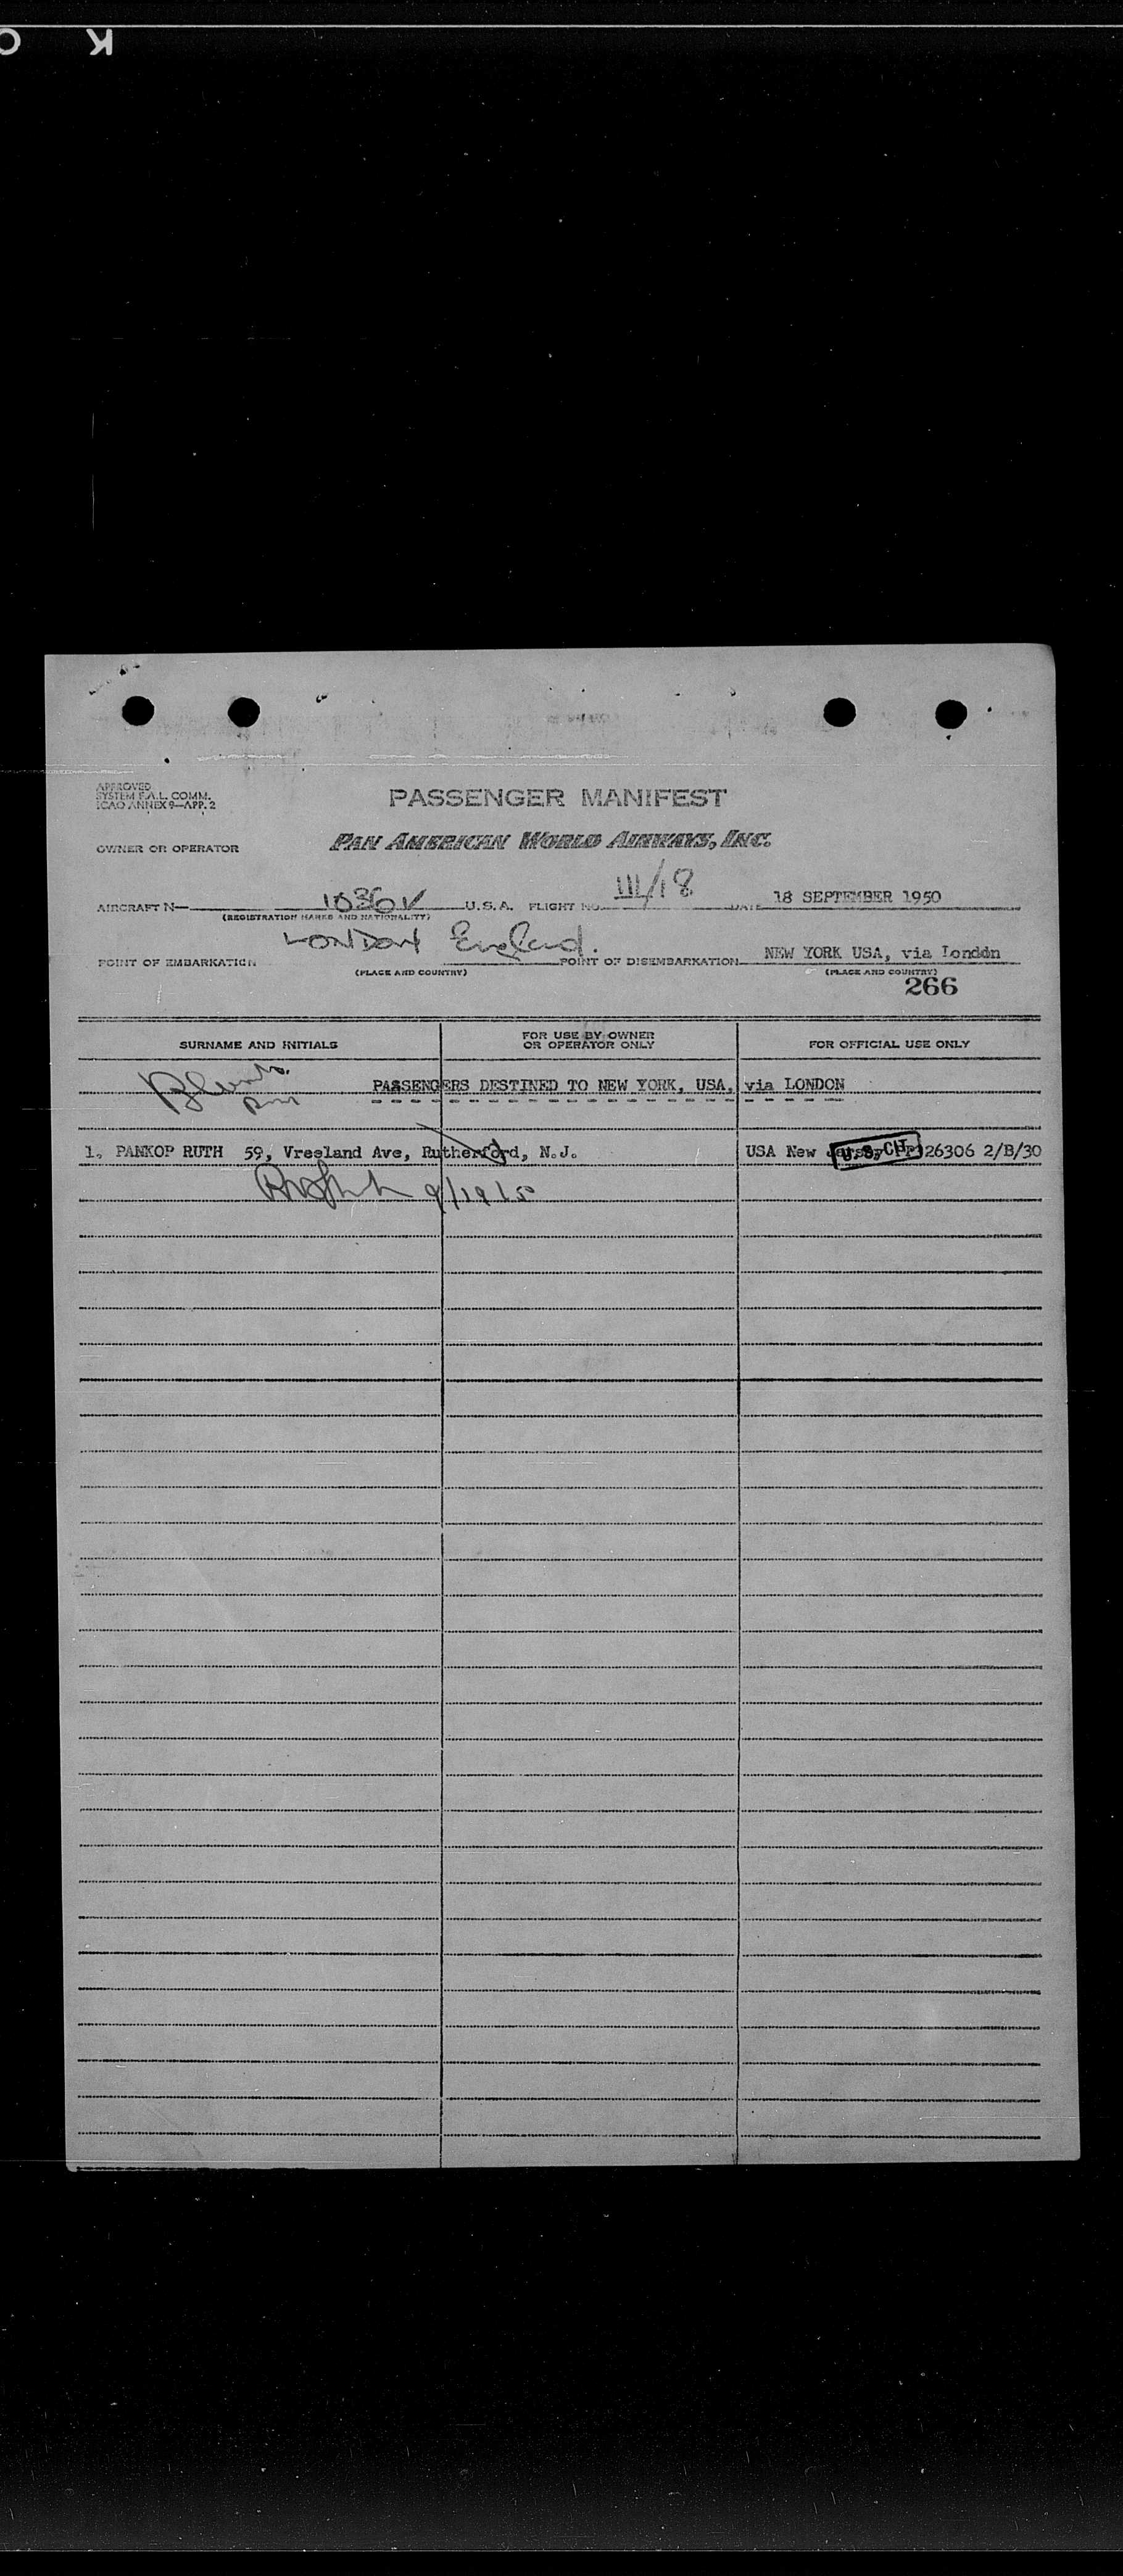 O K
APPROVED
SYSTEM F.A.L. COMM.
ICAO ANNEX 9—APP. 2
PASSENGER MANIFEST
OWNER OR OPERATOR
PAN AMERICAN WORLD AIRWAYS, INC.
AIRCRAFT N— 1036V U.S.A. FLIGHT NO. 111/18 DATE 18 SEPTEMBER 1950
(REGISTRATION MARKS AND NATIONALITY)
POINT OF EMBARKATION LONDON England. POINT OF DISEMBARKATION NEW YORK USA, via London
(PLACE AND COUNTRY) (PLACE AND COUNTRY)
266
SURNAME AND INITIALS FOR USE BY OWNER OR OPERATOR ONLY FOR OFFICIAL USE ONLY
PASSENGERS DESTINED TO NEW YORK, USA, via LONDON
1. PANKOP RUTH 59, Vreeland Ave, Rutherford, N.J. USA New Jersey PP 26306 2/B/30
U.S. CIT.